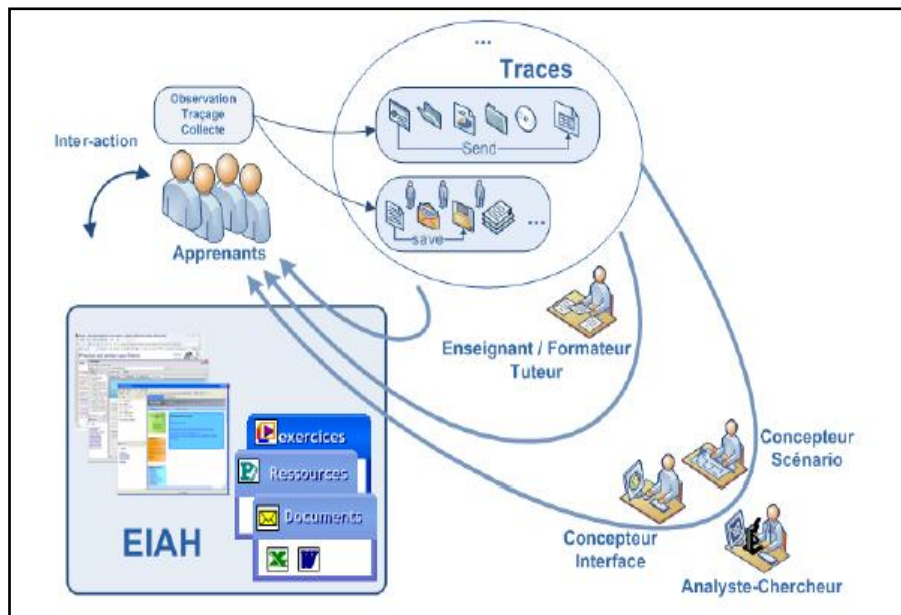 ...
Traces
Observation
Traçage
Collecte
Send
Inter-action
save
...
Apprenants
Enseignant / Formateur
Tuteur
exercices
Ressources
Documents
EIAH
Concepteur
Scénario
Concepteur
Interface
Analyste-Chercheur